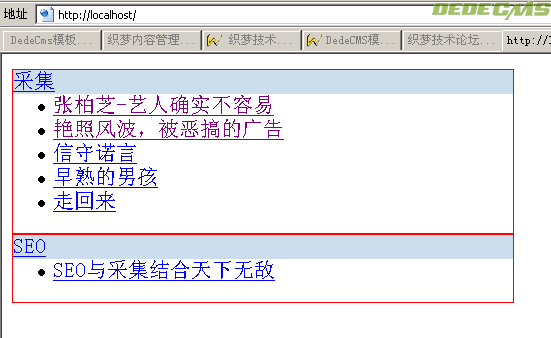 地址 http://localhost/ DEDECMS
DedeCms模板... 织梦内容管理... 织梦技术... DedeCMS模... 织梦技术论坛...
采集
张柏芝-艺人确实不容易
艳照风波，被恶搞的广告
信守诺言
早熟的男孩
走回来
SEO
SEO与采集结合天下无敌